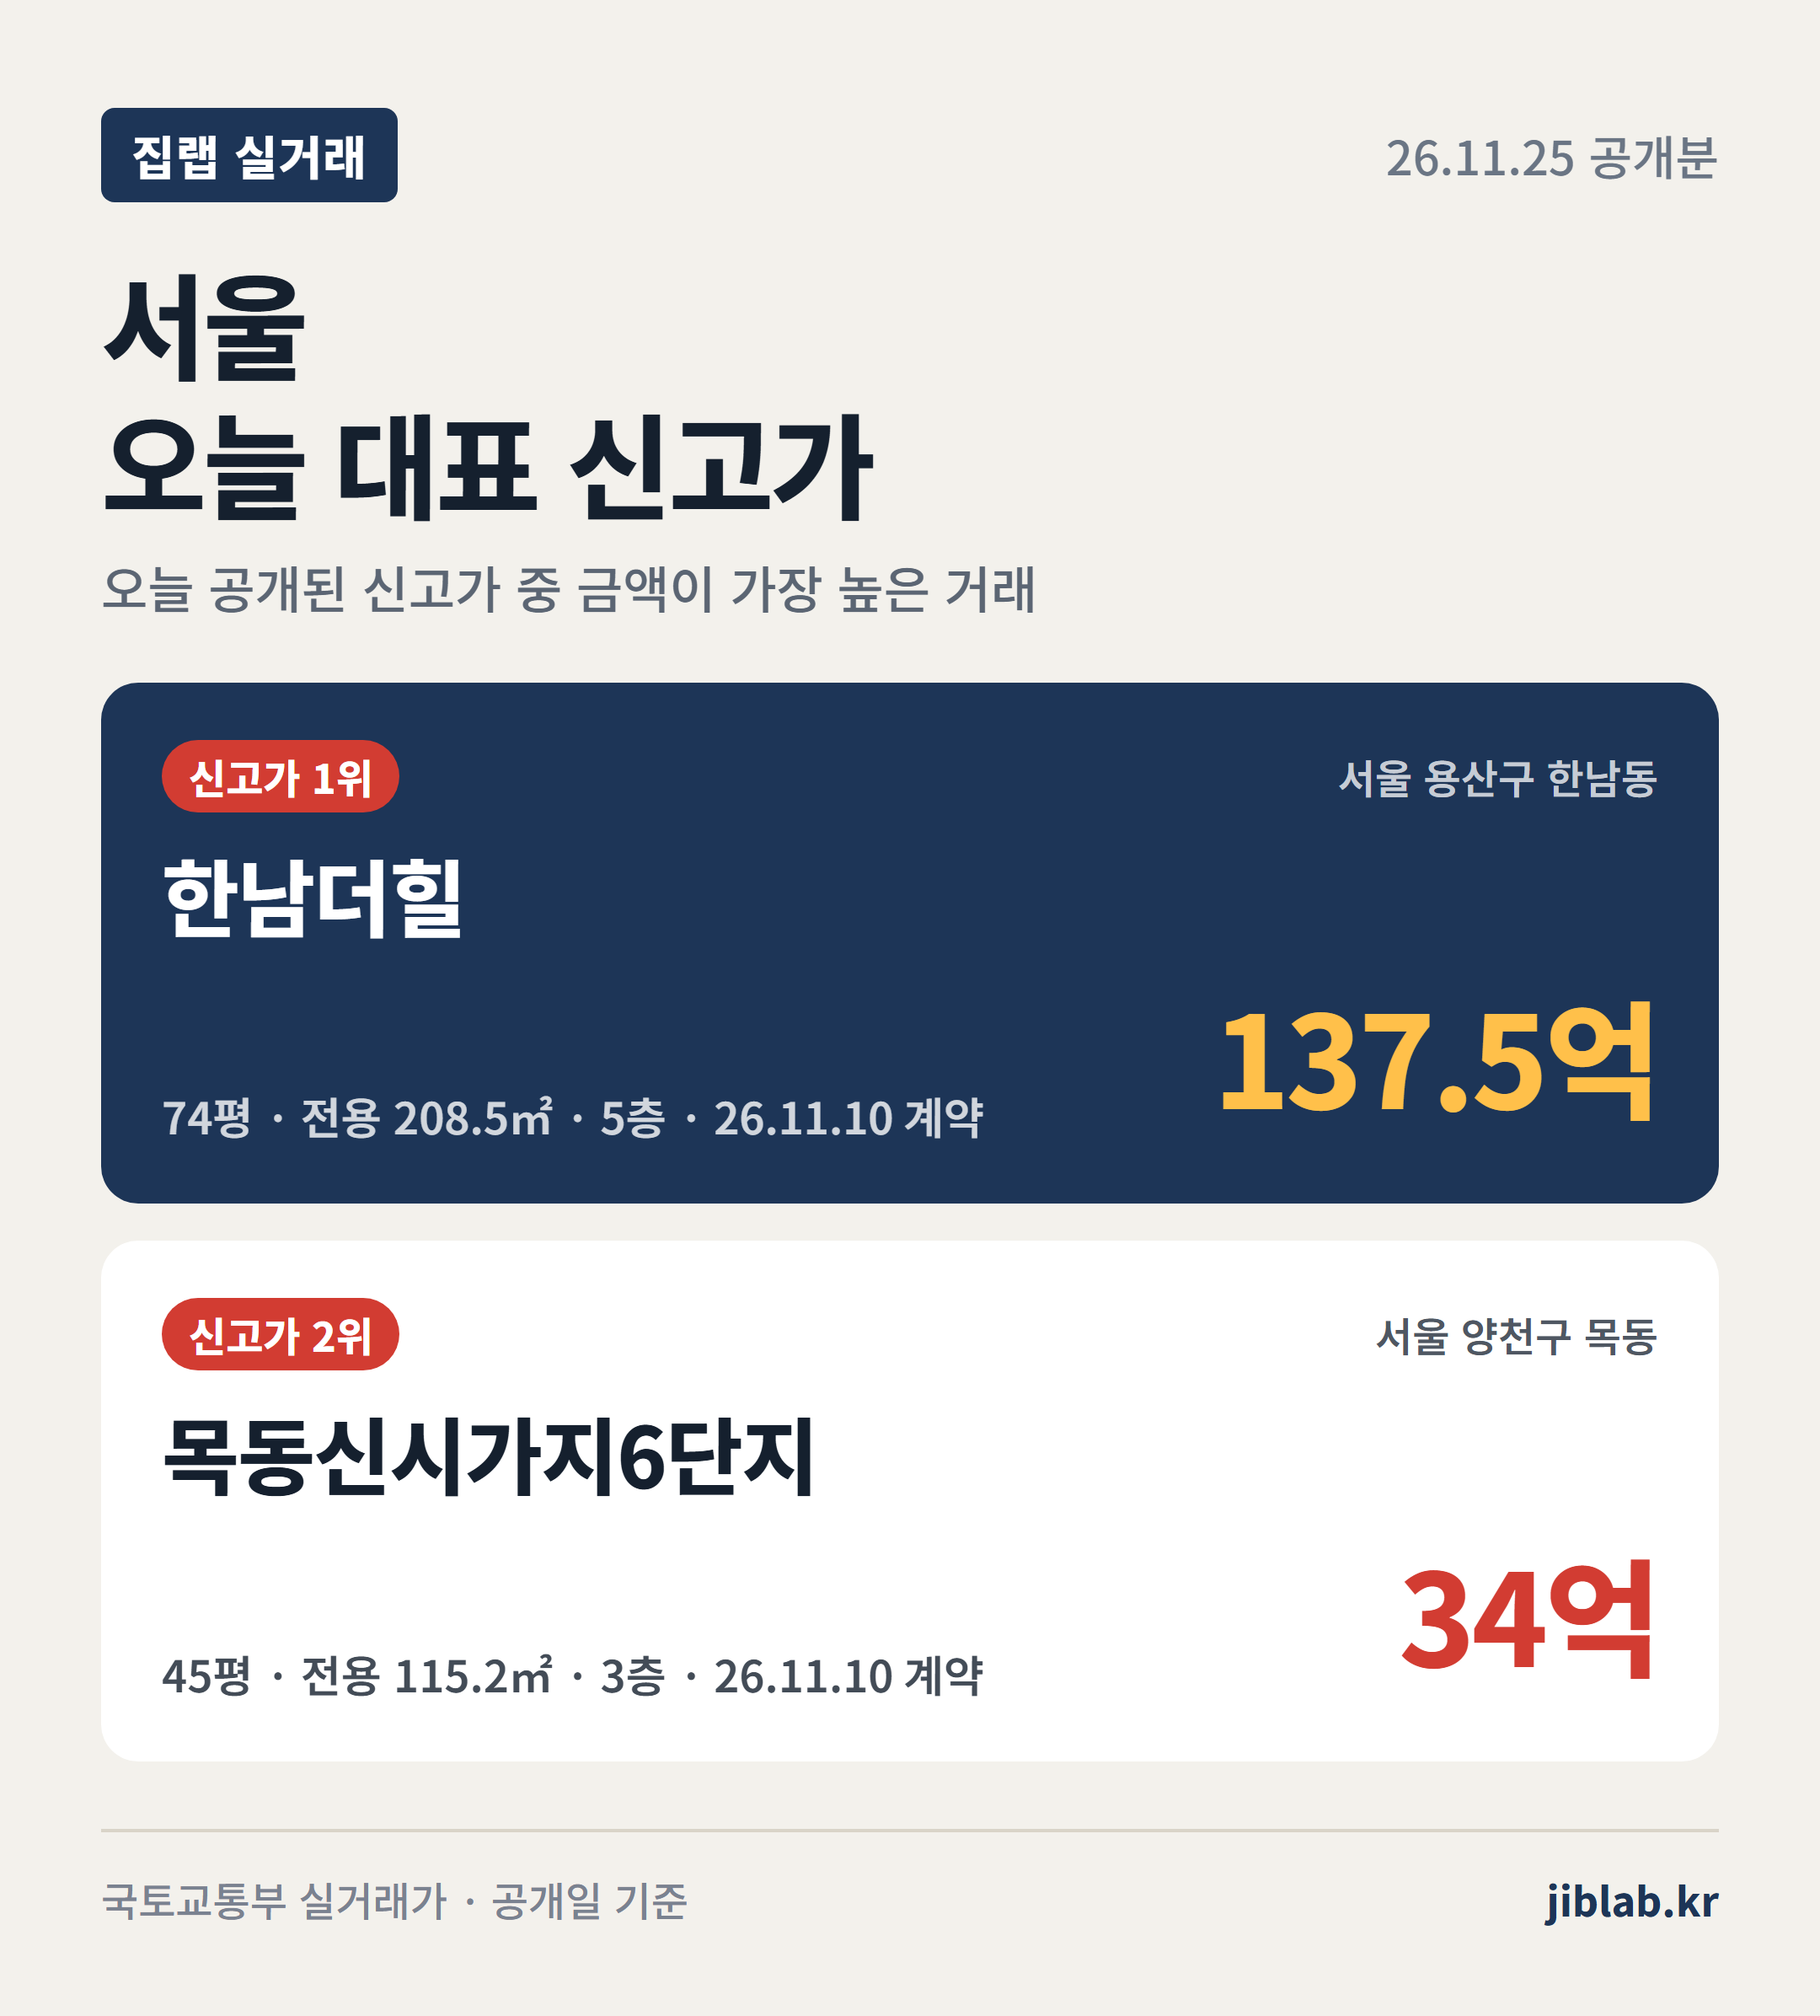 집랩 실거래
26.11.25 공개분
서울
오늘 대표 신고가
오늘 공개된 신고가 중 금액이 가장 높은 거래
신고가 1위
서울 용산구 한남동
한남더힐
137.5억
74평 · 전용 208.5㎡ · 5층 · 26.11.10 계약
신고가 2위
서울 양천구 목동
목동신시가지6단지
34억
45평 · 전용 115.2㎡ · 3층 · 26.11.10 계약
국토교통부 실거래가 · 공개일 기준
jiblab.kr